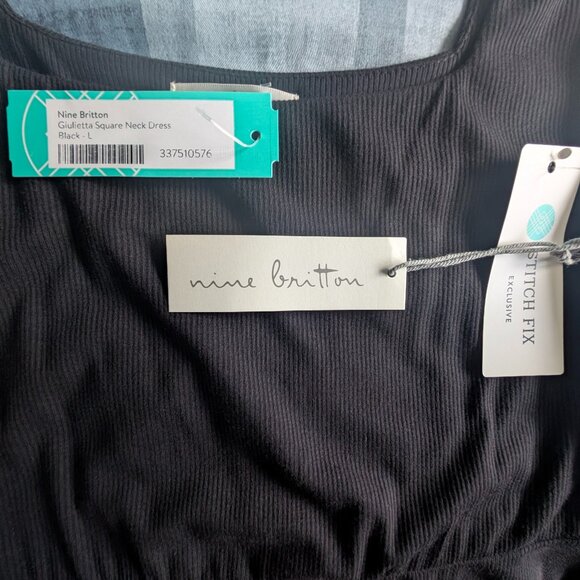 Nine Britton
Giulietta Square Neck Dress
Black - L
337510576
nine britton
STITCH FIX
EXCLUSIVE